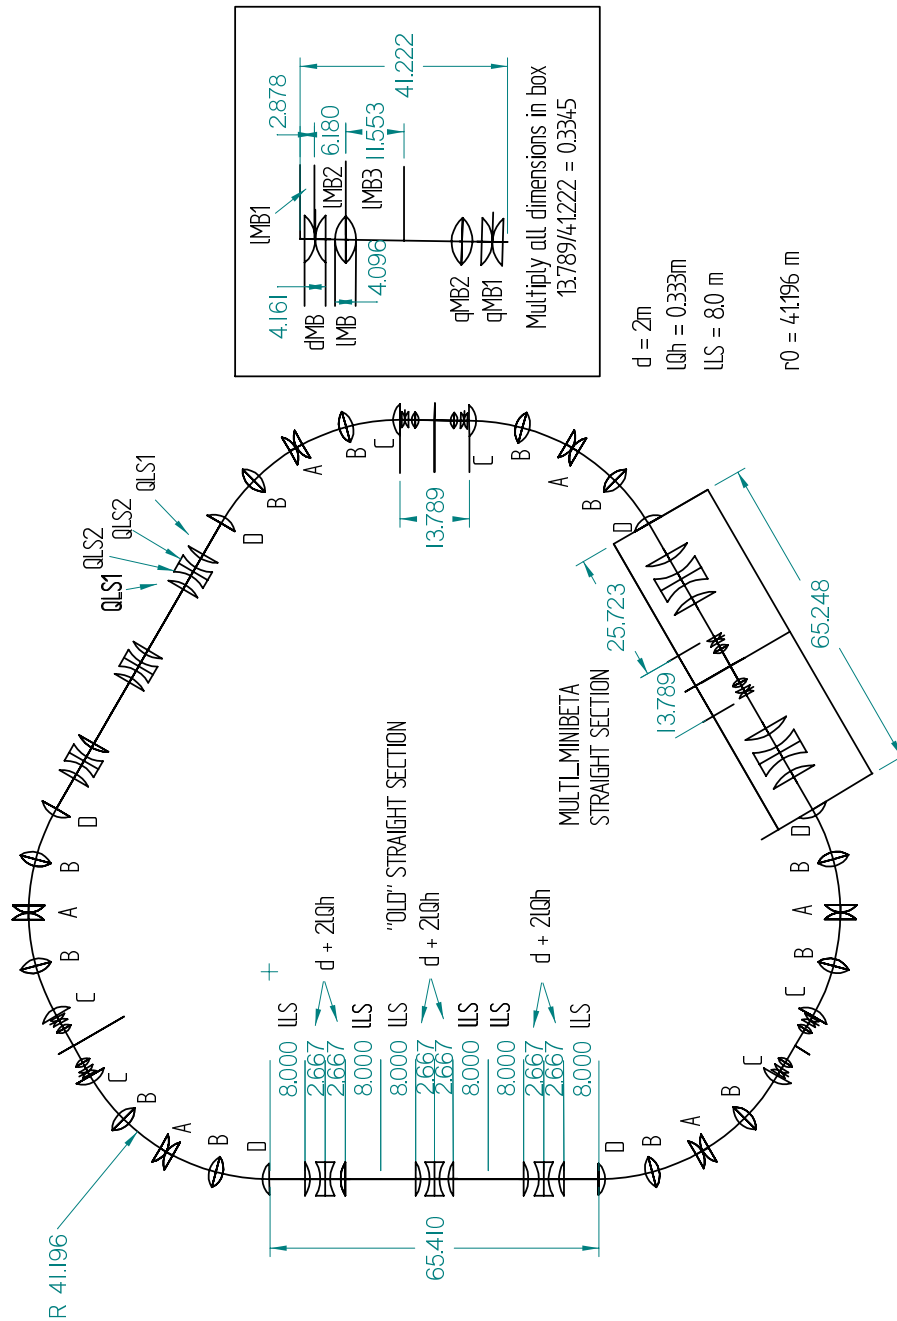 2.878
lMB1
6.180
lMB2
11.553
lMB3
41.222
4.161
dMB
lMB
4.096
qMB2
qMB1
Multiply all dimensions in box
13.789/41.222 = 0.3345
d = 2m
lQh = 0.333m
lLS = 8.0 m
r0 = 41.196 m
QLS1
QLS2
QLS2
QLS1
D
B
A
B
C
13.789
C
B
A
B
D
25.723
13.789
65.248
MULTI_MINIBETA
STRAIGHT SECTION
"OLD" STRAIGHT SECTION
D
B
A
B
C
C
B
A
B
D
D
B
A
B
C
C
B
A
B
D
R 41.196
8.000 lLS
2.667
2.667
d + 2lQh
8.000 lLS
8.000 lLS
2.667
2.667
d + 2lQh
8.000 lLS
8.000 lLS
2.667
2.667
d + 2lQh
8.000 lLS
65.410